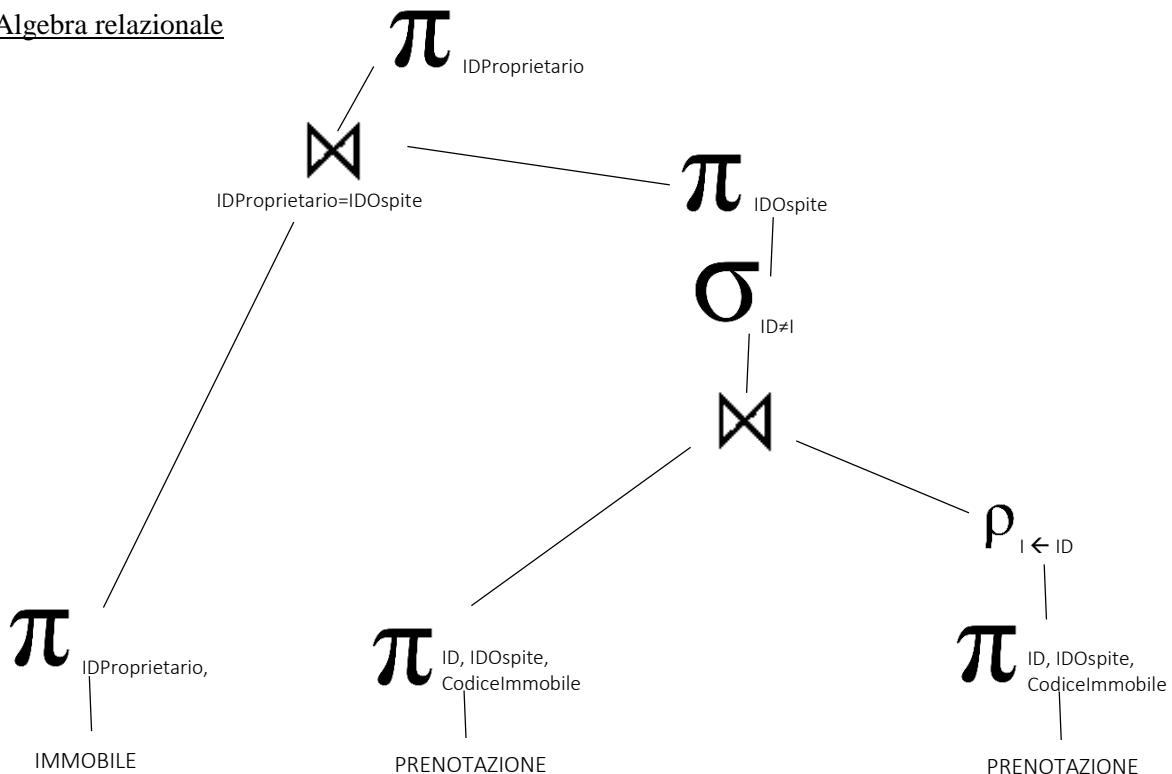 Algebra relazionale
π IDProprietario
⋈
IDProprietario=IDOspite
π IDOspite
σ ID≠I
⋈
ρ I ← ID
π IDProprietario,
π ID, IDOspite,
CodiceImmobile
π ID, IDOspite,
CodiceImmobile
IMMOBILE
PRENOTAZIONE
PRENOTAZIONE